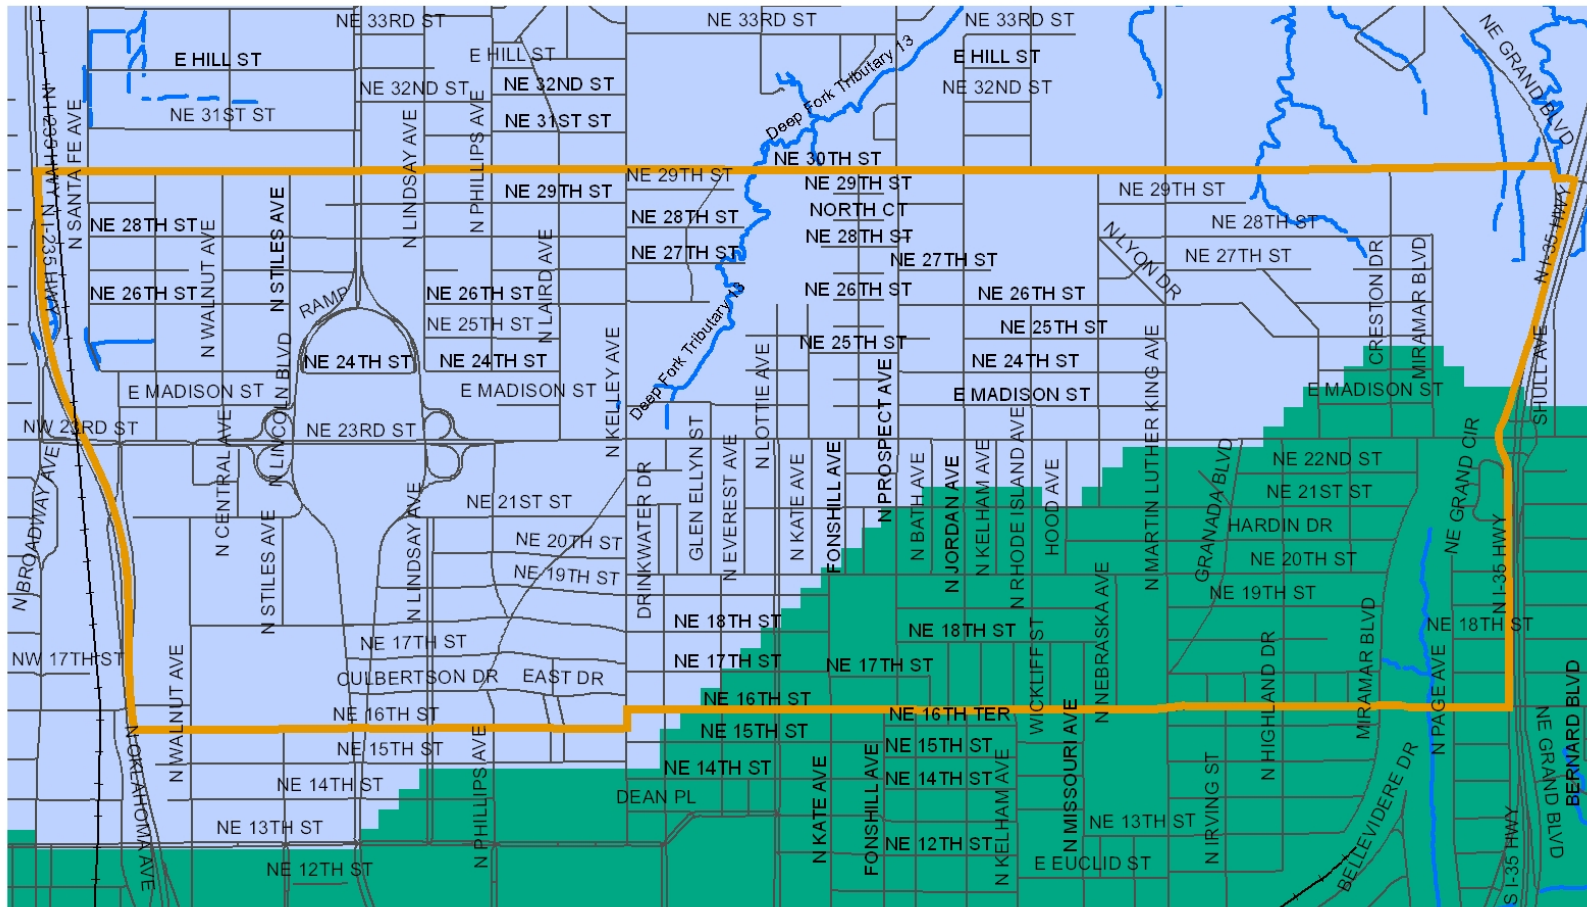 NE 33RD ST
NE 33RD ST
NE 33RD ST
NE GRAND BLVD
E HILL ST
E HILL ST
E HILL ST
Deep Fork Tributary 13
NE 32ND ST
NE 32ND ST
NE 32ND ST
NE 31ST ST
NE 31ST ST
N I-235 HWY
N SANTA FE AVE
N LINDSAY AVE
N PHILLIPS AVE
NE 30TH ST
NE 29TH ST
NE 29TH ST
NE 29TH ST
NE 29TH ST
N I-235 HWY
NE 28TH ST
N WALNUT AVE
N STILES AVE
N LAIRD AVE
NE 28TH ST
NORTH CT
NE 28TH ST
NE 28TH ST
NE 27TH ST
NE 27TH ST
NE 27TH ST
N LYON DR
CRESTON DR
MIRAMAR BLVD
N I-35 HWY
NE 26TH ST
RAMP
NE 26TH ST
NE 26TH ST
NE 26TH ST
Deep Fork Tributary 13
NE 25TH ST
NE 25TH ST
NE 25TH ST
N LINCOLN BLVD
NE 24TH ST
NE 24TH ST
NE 24TH ST
N KELLEY AVE
N LOTTIE AVE
N PROSPECT AVE
N MARTIN LUTHER KING AVE
SHULL AVE
E MADISON ST
E MADISON ST
E MADISON ST
E MADISON ST
NW 23RD ST
NE 23RD ST
N CENTRAL AVE
N BROADWAY AVE
N STILES AVE
N LINDSAY AVE
DRINKWATER DR
GLEN ELLYN ST
N EVEREST AVE
N KATE AVE
FONSHILL AVE
N BATH AVE
N JORDAN AVE
N KELHAM AVE
N RHODE ISLAND AVE
HOOD AVE
GRANADA BLVD
NE GRAND CIR
NE 22ND ST
NE 21ST ST
NE 21ST ST
HARDIN DR
NE 20TH ST
NE 20TH ST
NE 19TH ST
NE 19TH ST
N I-35 HWY
NE 18TH ST
NE 18TH ST
NE 18TH ST
NW 17TH ST
NE 17TH ST
NE 17TH ST
NE 17TH ST
N WALNUT AVE
CULBERTSON DR
EAST DR
WICKLIFF ST
N NEBRASKA AVE
N HIGHLAND DR
MIRAMAR BLVD
N PAGE AVE
BERNARD BLVD
NE 16TH ST
NE 16TH ST
NE 16TH TER
NE 15TH ST
NE 15TH ST
NE 15TH ST
N OKLAHOMA AVE
N PHILLIPS AVE
NE 14TH ST
NE 14TH ST
NE 14TH ST
DEAN PL
N KATE AVE
FONSHILL AVE
N KELHAM AVE
N MISSOURI AVE
N IRVING ST
BELLEVIDERE DR
NE GRAND BLVD
NE 13TH ST
NE 13TH ST
NE 12TH ST
NE 12TH ST
E EUCLID ST
S I-35 HWY